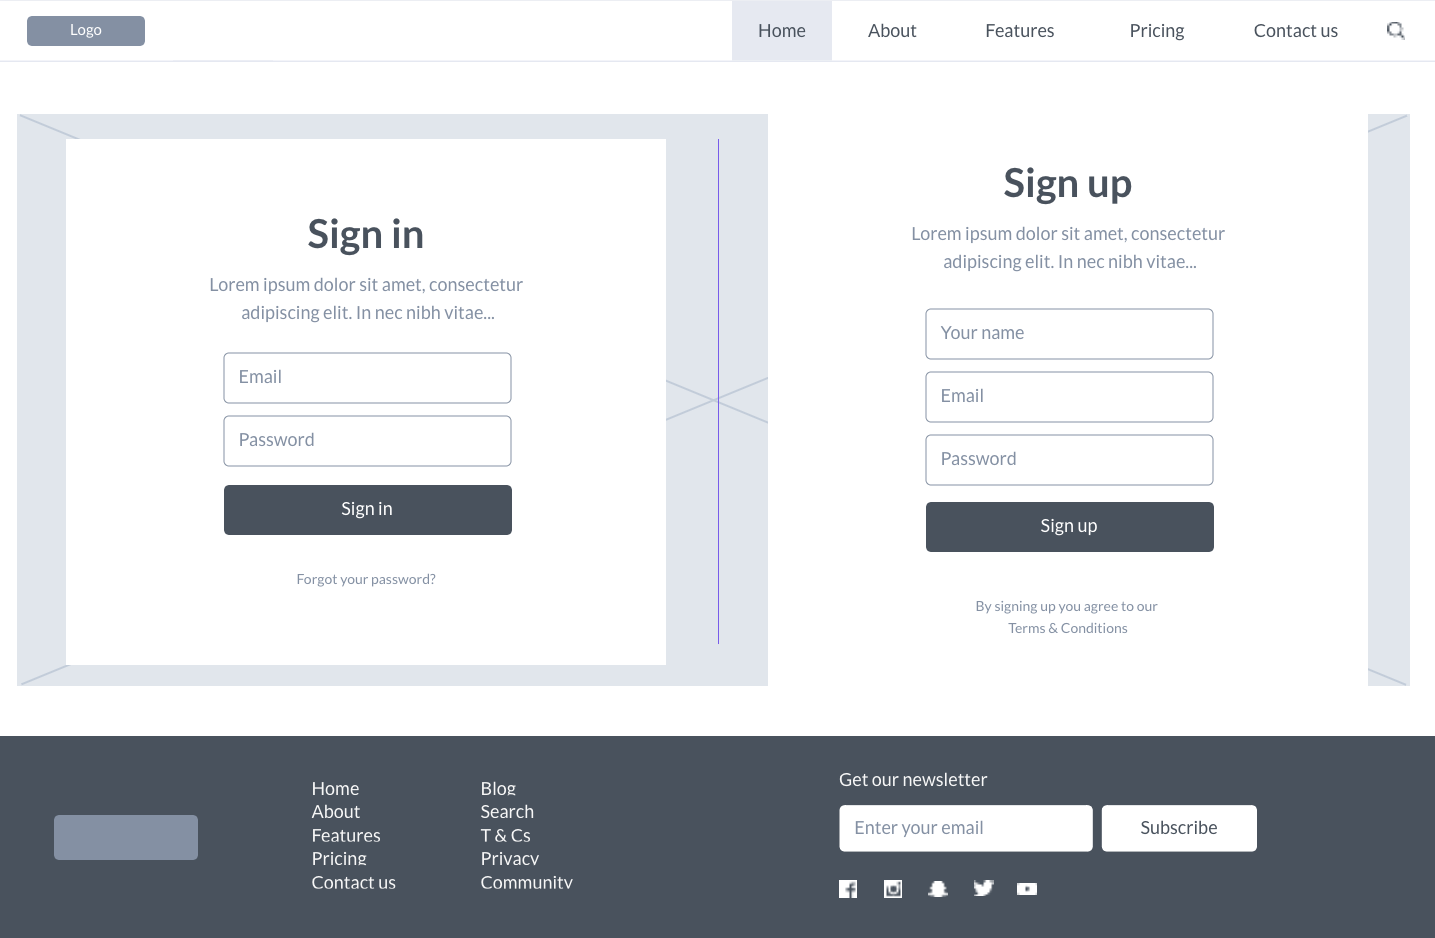 Logo
Home
About
Features
Pricing
Contact us
Sign in
Lorem ipsum dolor sit amet, consectetur
adipiscing elit. In nec nibh vitae...
Email
Password
Sign in
Forgot your password?
Sign up
Lorem ipsum dolor sit amet, consectetur
adipiscing elit. In nec nibh vitae...
Your name
Email
Password
Sign up
By signing up you agree to our
Terms & Conditions
Home
About
Features
Pricing
Contact us
Blog
Search
T & Cs
Privacy
Community
Get our newsletter
Enter your email
Subscribe